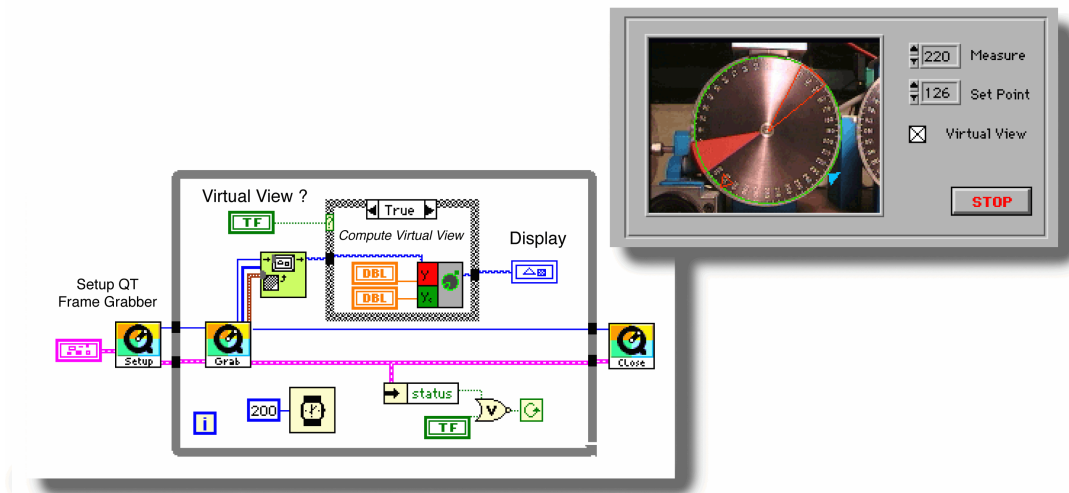 220 Measure
126 Set Point
Virtual View
STOP
Virtual View ?
TF
?
True
Compute Virtual View
Display
DBL
y
DBL
Yc
Setup QT
Frame Grabber
Setup
Grab
CLose
status
200
V
i
TF